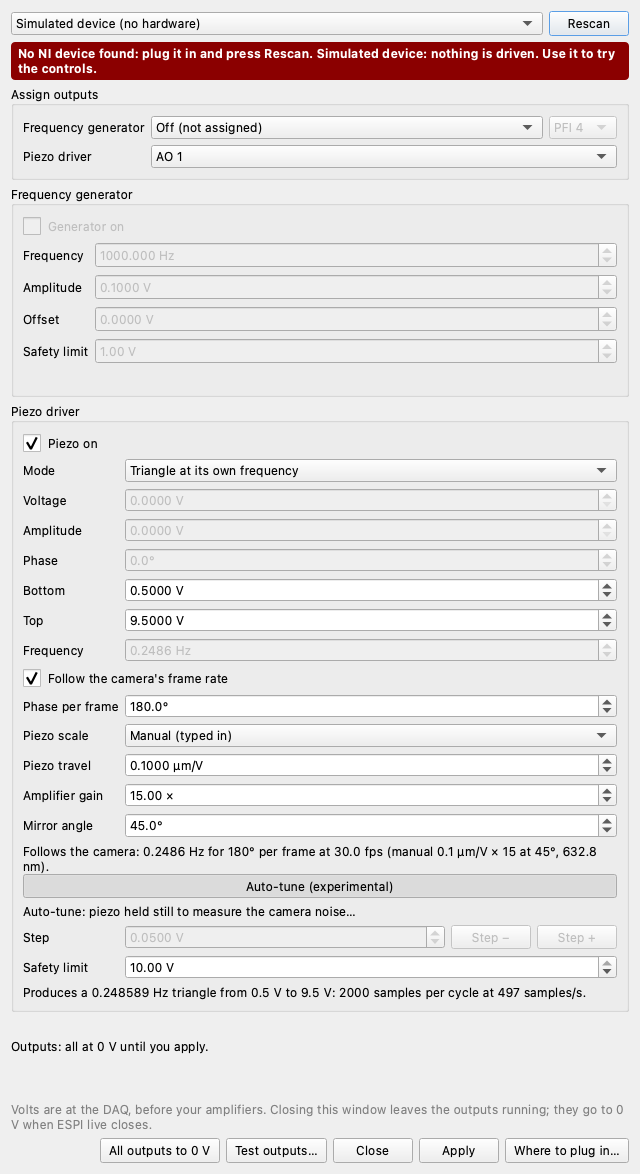 Simulated device (no hardware)
Rescan
No NI device found: plug it in and press Rescan. Simulated device: nothing is driven. Use it to try
the controls.
Assign outputs
Frequency generator
Off (not assigned)
PFI 4
Piezo driver
AO 1
Frequency generator
Generator on
Frequency
1000.000 Hz
Amplitude
0.1000 V
Offset
0.0000 V
Safety limit
1.00 V
Piezo driver
Piezo on
Mode
Triangle at its own frequency
Voltage
0.0000 V
Amplitude
0.0000 V
Phase
0.0°
Bottom
0.5000 V
Top
9.5000 V
Frequency
0.2486 Hz
Follow the camera's frame rate
Phase per frame
180.0°
Piezo scale
Manual (typed in)
Piezo travel
0.1000 µm/V
Amplifier gain
15.00 ×
Mirror angle
45.0°
Follows the camera: 0.2486 Hz for 180° per frame at 30.0 fps (manual 0.1 µm/V × 15 at 45°, 632.8
nm).
Auto-tune (experimental)
Auto-tune: piezo held still to measure the camera noise...
Step
0.0500 V
Step −
Step +
Safety limit
10.00 V
Produces a 0.248589 Hz triangle from 0.5 V to 9.5 V: 2000 samples per cycle at 497 samples/s.
Outputs: all at 0 V until you apply.
Volts are at the DAQ, before your amplifiers. Closing this window leaves the outputs running; they go to 0
V when ESPI live closes.
All outputs to 0 V
Test outputs...
Close
Apply
Where to plug in...